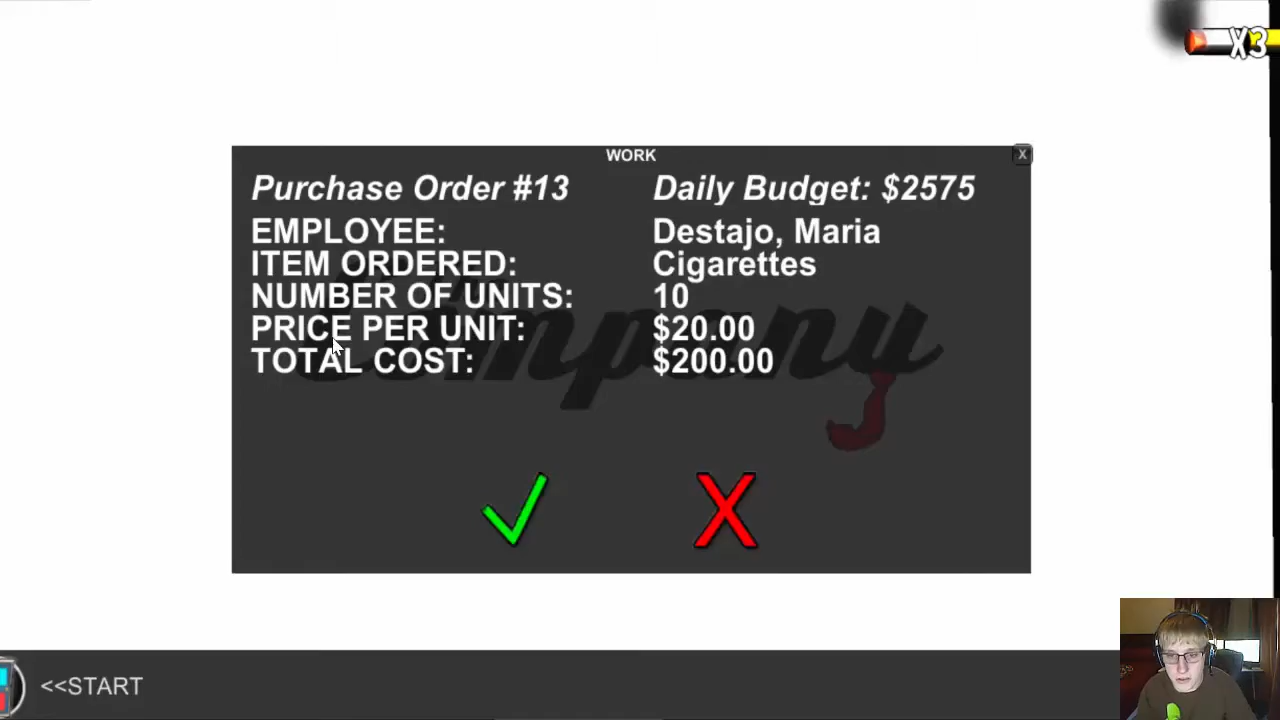 X3
WORK
X
Purchase Order #13 Daily Budget: $2575
EMPLOYEE: Destajo, Maria
ITEM ORDERED: Cigarettes
NUMBER OF UNITS: 10
PRICE PER UNIT: $20.00
TOTAL COST: $200.00
Company
<<START